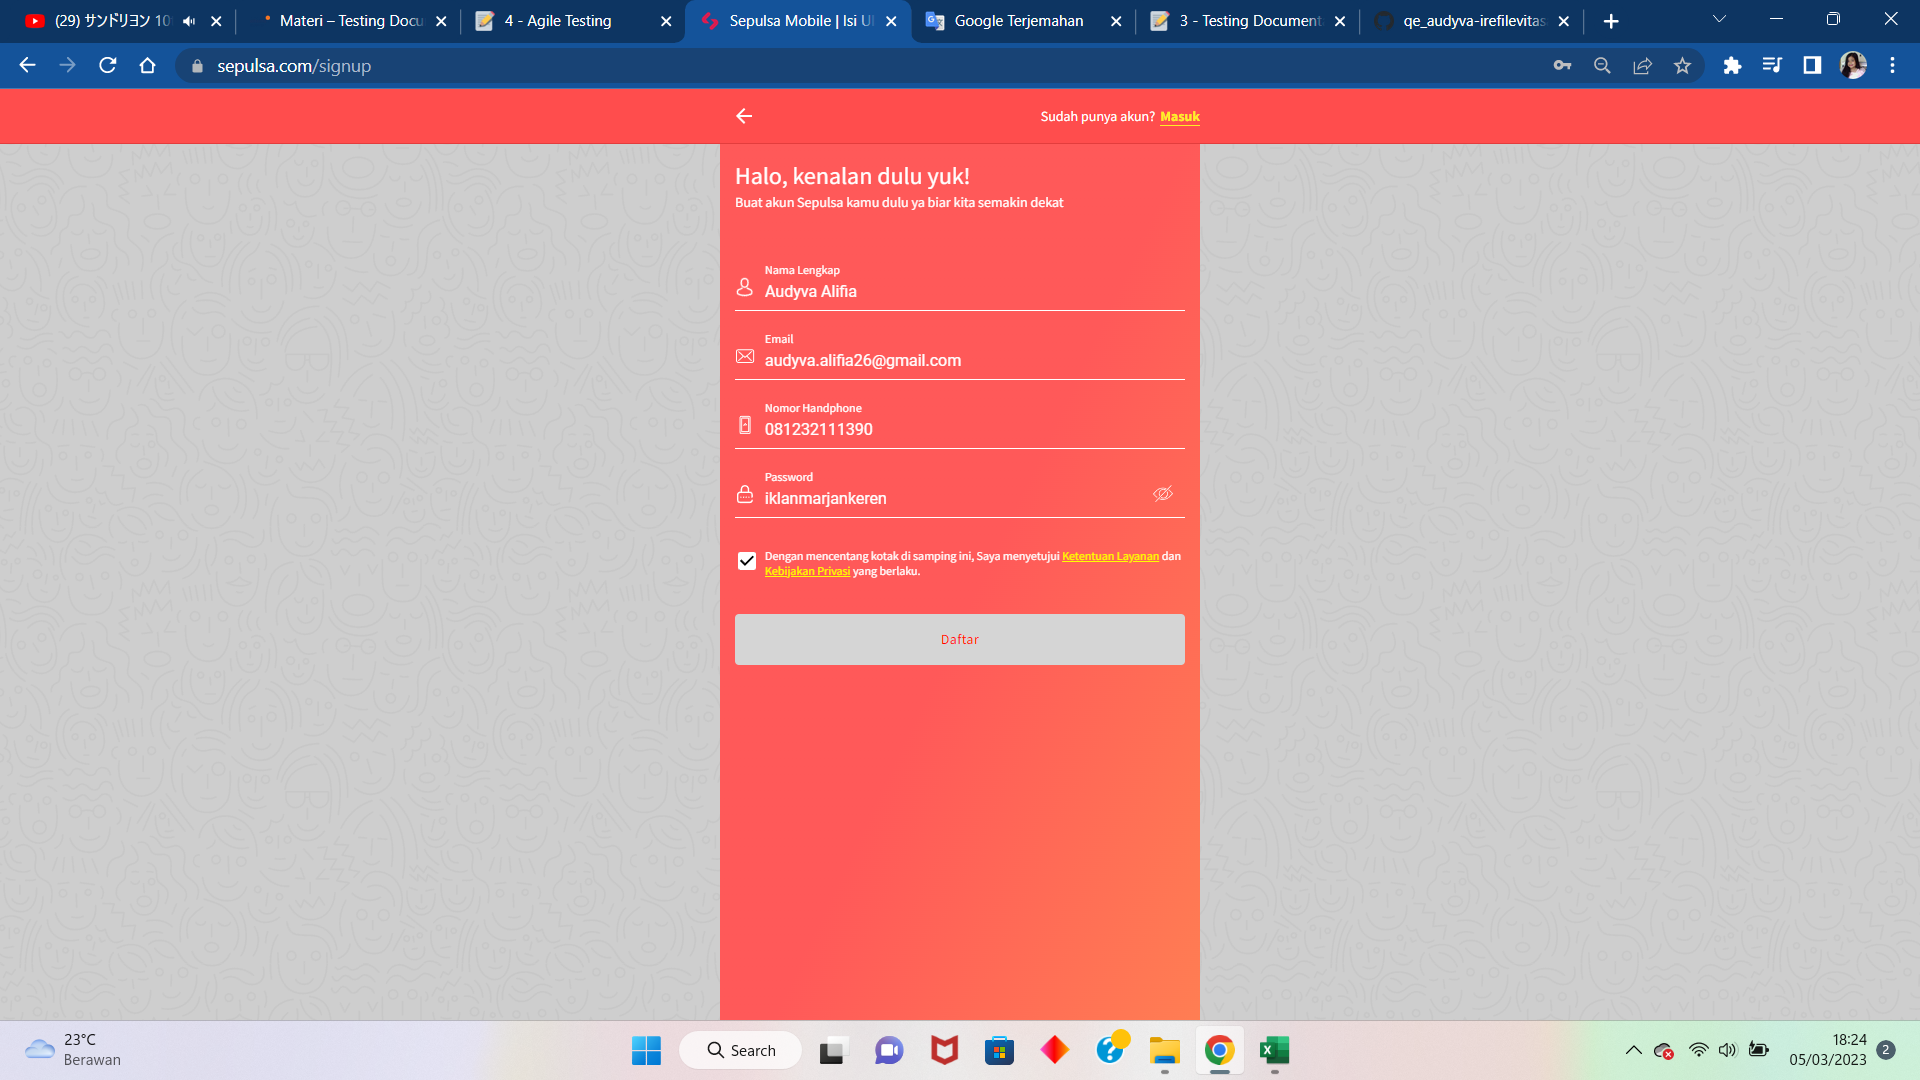 (29) サンドリヨン 10
Materi – Testing Docu
4 - Agile Testing
Sepulsa Mobile | Isi Ul
Google Terjemahan
3 - Testing Document
qe_audyva-irefilevitas
sepulsa.com/signup
Sudah punya akun? Masuk
Halo, kenalan dulu yuk!
Buat akun Sepulsa kamu dulu ya biar kita semakin dekat
Nama Lengkap
Audyva Alifia
Email
audyva.alifia26@gmail.com
Nomor Handphone
081232111390
Password
iklanmarjankeren
Dengan mencentang kotak di samping ini, Saya menyetujui Ketentuan Layanan dan
Kebijakan Privasi yang berlaku.
Daftar
23°C
Berawan
Search
18:24
05/03/2023
2